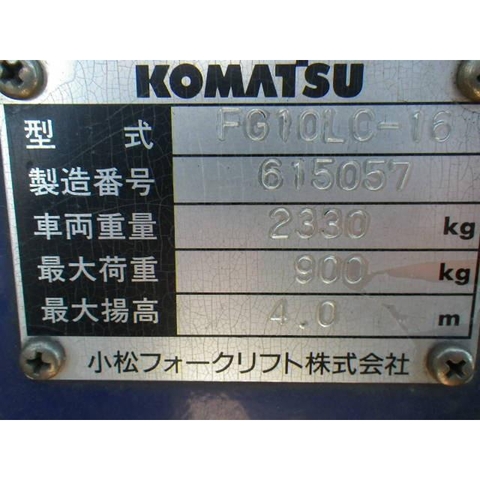 KOMATSU
型式 FG10LC-16
製造番号 615057
車両重量 2330 kg
最大荷重 900 kg
最大揚高 4.0 m
小松フォークリフト株式会社